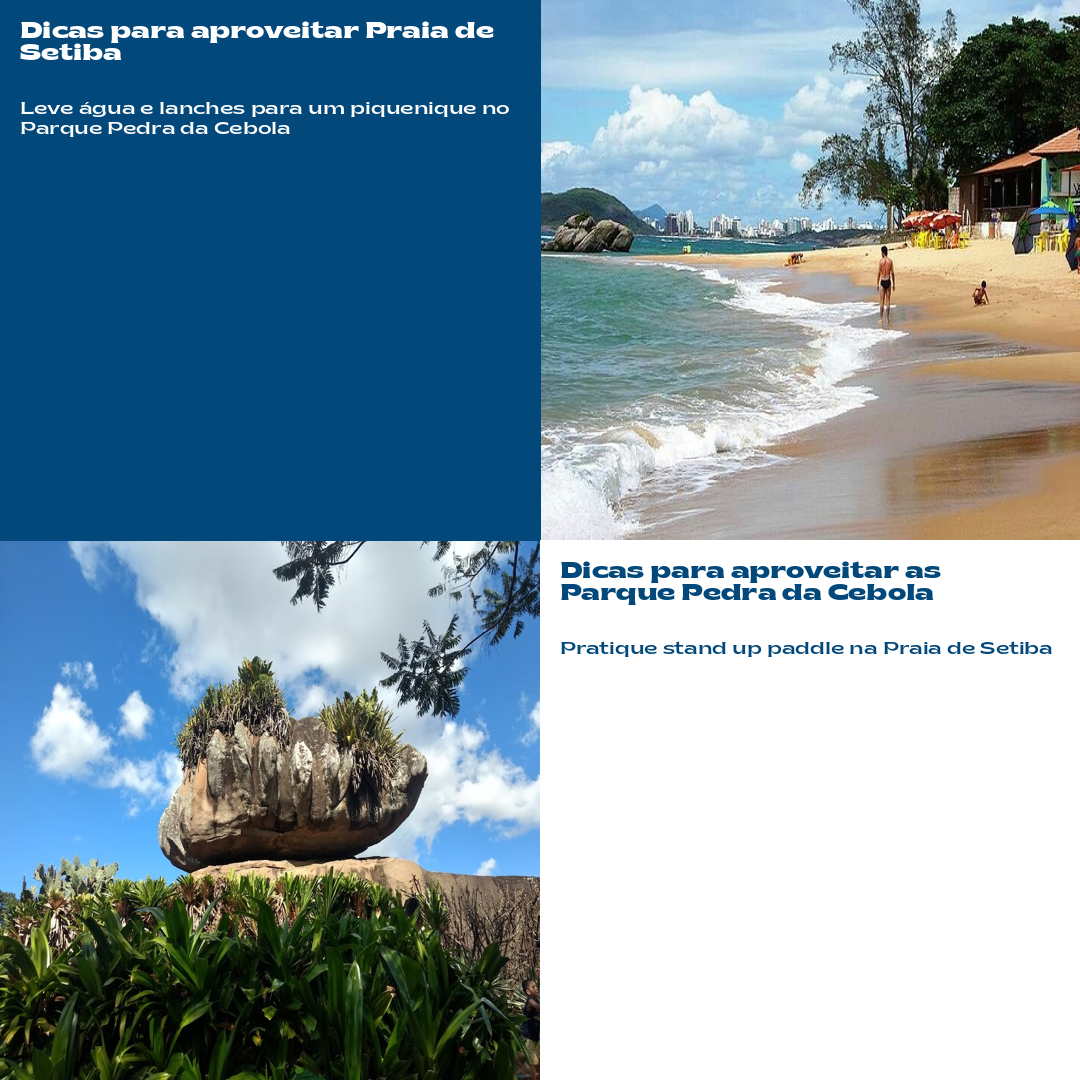 Dicas para aproveitar Praia de
Setiba
Leve água e lanches para um piquenique no
Parque Pedra da Cebola
Dicas para aproveitar as
Parque Pedra da Cebola
Pratique stand up paddle na Praia de Setiba